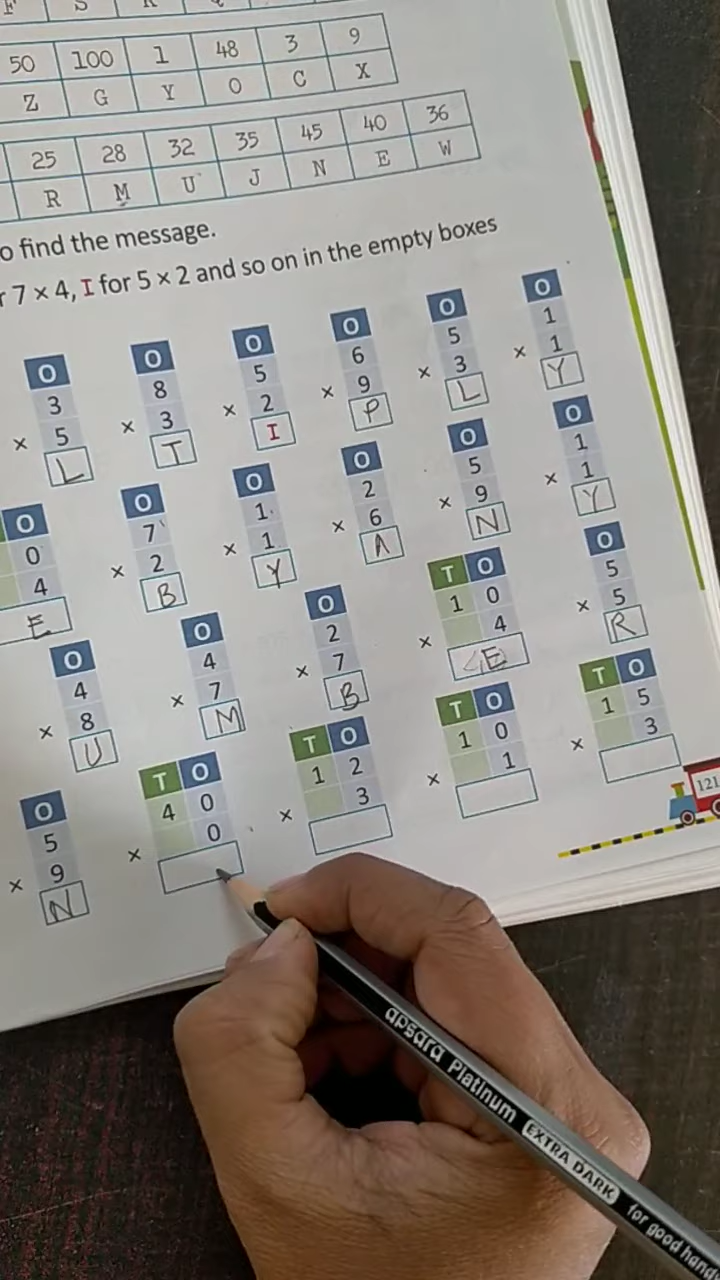 50 100 1 48 3 9
Z G Y O C X
25 28 32 35 45 40 36
R M U J N E W
o find the message.
r 7 × 4, I for 5 × 2 and so on in the empty boxes
O O O O O O
3 8 5 6 5 1
× 5 × 3 × 2 × 9 × 3 × 1
L T I P L Y
O O O O O O
0 7 1 2 5 1
4 × 2 × 1 × 6 × 9 × 1
E B Y A N Y
O O O T O O
4 4 2 1 0 5
× 8 × 7 × 7 × 4 × 5
U M B E R
O T O T O T O T O
5 4 0 1 2 1 0 1 5
× 9 × 0 × 3 × 1 × 3
N
121
apsara Platinum EXTRA DARK for good hand